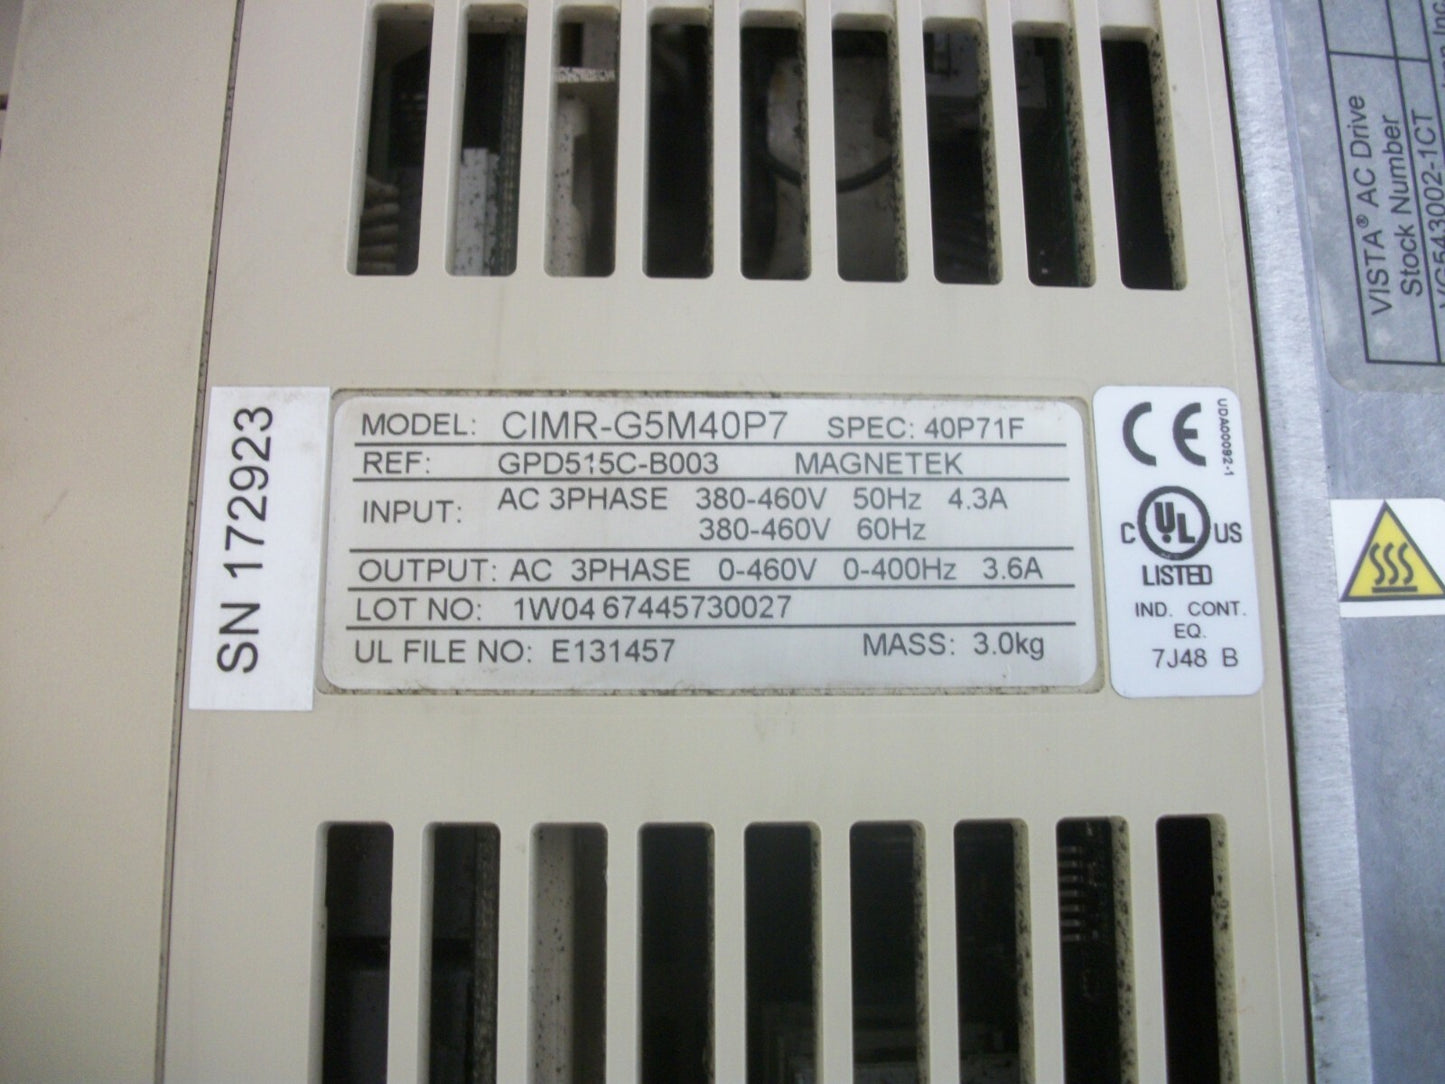 SN 172923
MODEL: CIMR-G5M40P7 SPEC: 40P71F
REF: GPD515C-B003 MAGNETEK
INPUT: AC 3PHASE 380-460V 50Hz 4.3A
380-460V 60Hz
OUTPUT: AC 3PHASE 0-460V 0-400Hz 3.6A
LOT NO: 1W04 67445730027
UL FILE NO: E131457 MASS: 3.0kg
CE
UDA00092-1
C UL US
LISTED
IND. CONT.
EQ.
7J48 B
VISTA® AC Drive
Stock Number
VC543002-1CT
Inc.